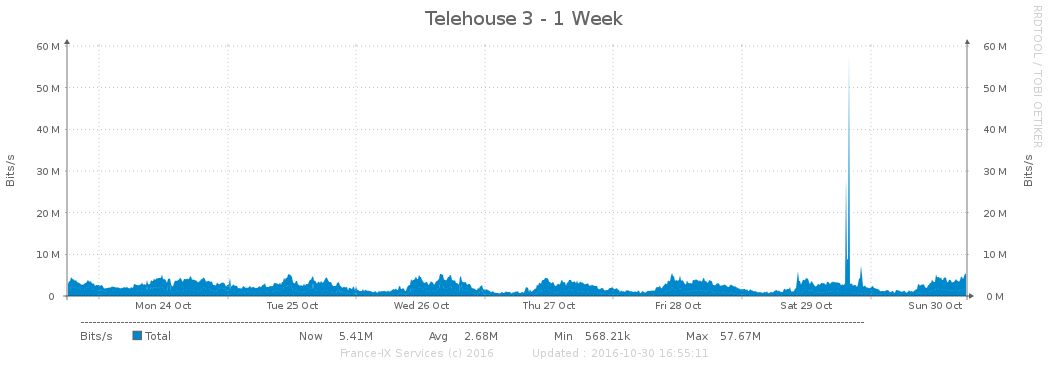 Telehouse 3 - 1 Week
RRDTOOL / TOBI OETIKER
60 M 60 M
50 M 50 M
40 M 40 M
30 M 30 M
20 M 20 M
10 M 10 M
0 0 M
Bits/s
Bits/s
Mon 24 Oct Tue 25 Oct Wed 26 Oct Thu 27 Oct Fri 28 Oct Sat 29 Oct Sun 30 Oct
Bits/s Total Now 5.41M Avg 2.68M Min 568.21k Max 57.67M
France-IX Services (c) 2016 Updated : 2016-10-30 16:55:11